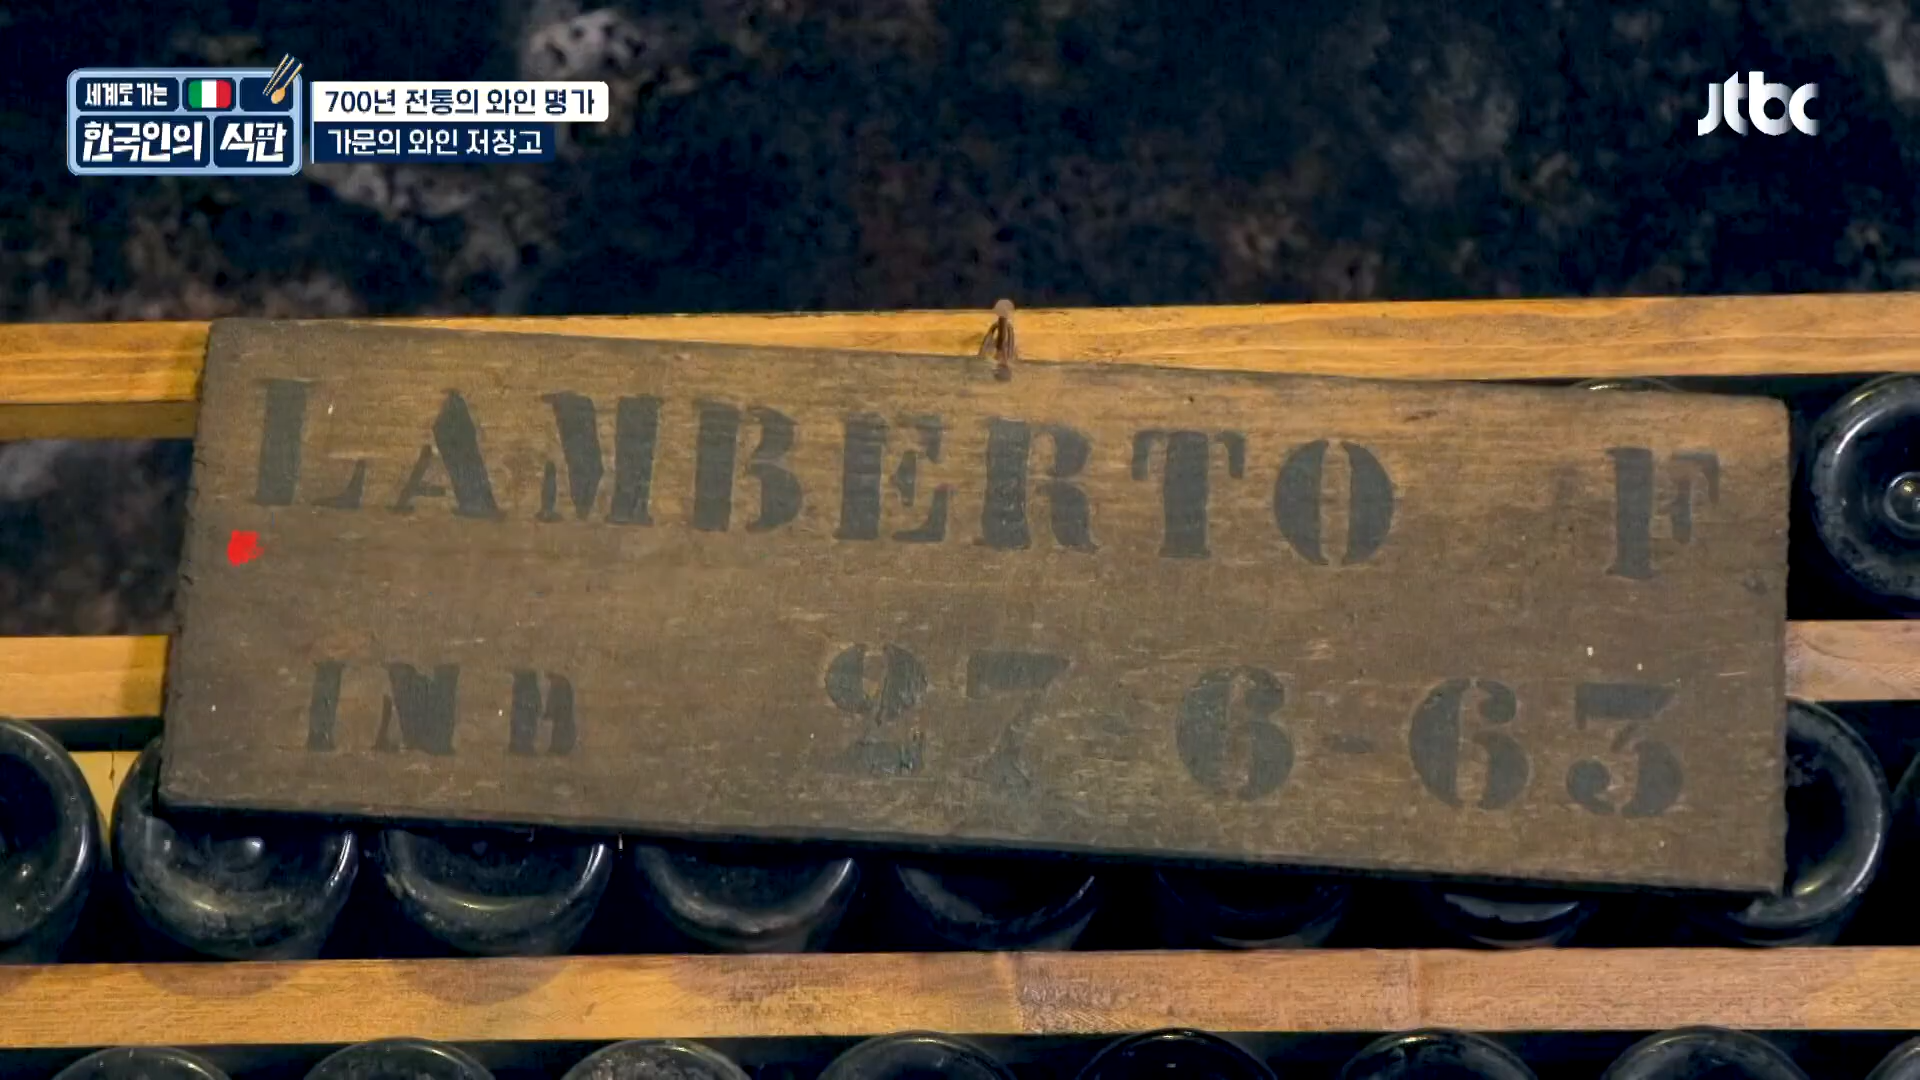 세계로 가는
한국인의 식판
700년 전통의 와인 명가
가문의 와인 저장고
jtbc
LAMBERTO F
IMB 27-6-63